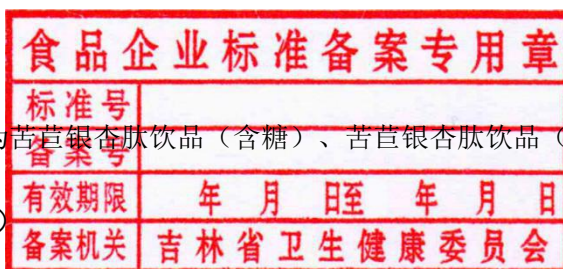 食品企业标准备案专用章
标准号
为苦苣银杏肽饮品（含糖）、苦苣银杏肽饮品（
备案号
有效期限 年 月 日至 年 月 日
）
备案机关 吉林省卫生健康委员会